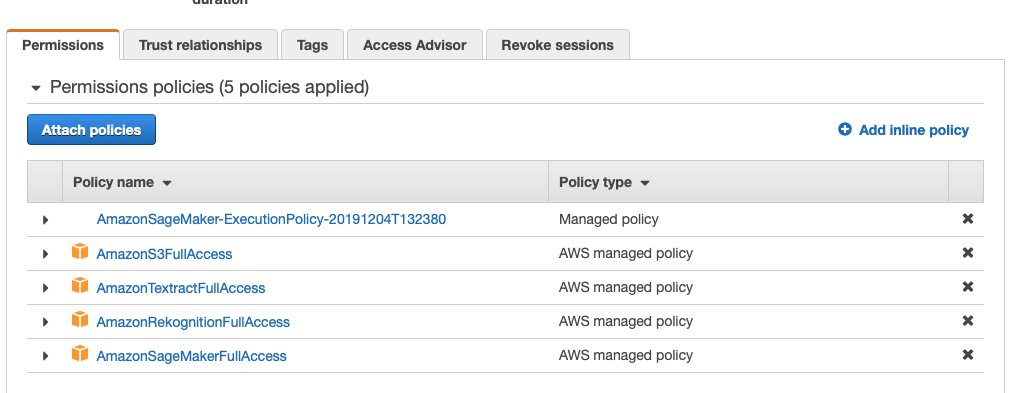 duration
Permissions Trust relationships Tags Access Advisor Revoke sessions
Permissions policies (5 policies applied)
Attach policies Add inline policy
Policy name Policy type
AmazonSageMaker-ExecutionPolicy-20191204T132380 Managed policy
AmazonS3FullAccess AWS managed policy
AmazonTextractFullAccess AWS managed policy
AmazonRekognitionFullAccess AWS managed policy
AmazonSageMakerFullAccess AWS managed policy